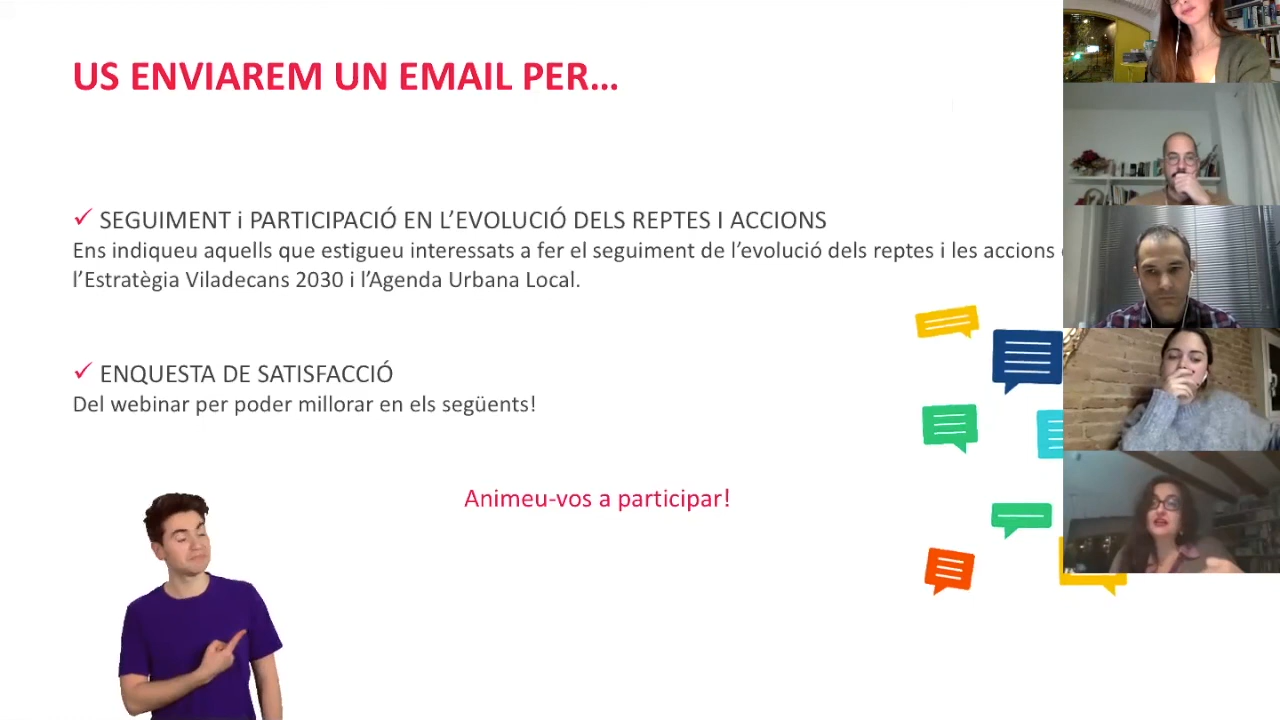 US ENVIAREM UN EMAIL PER...
✓ SEGUIMENT i PARTICIPACIÓ EN L’EVOLUCIÓ DELS REPTES I ACCIONS
Ens indiqueu aquells que estigueu interessats a fer el seguiment de l’evolució dels reptes i les accions
l’Estratègia Viladecans 2030 i l’Agenda Urbana Local.
✓ ENQUESTA DE SATISFACCIÓ
Del webinar per poder millorar en els següents!
Animeu-vos a participar!